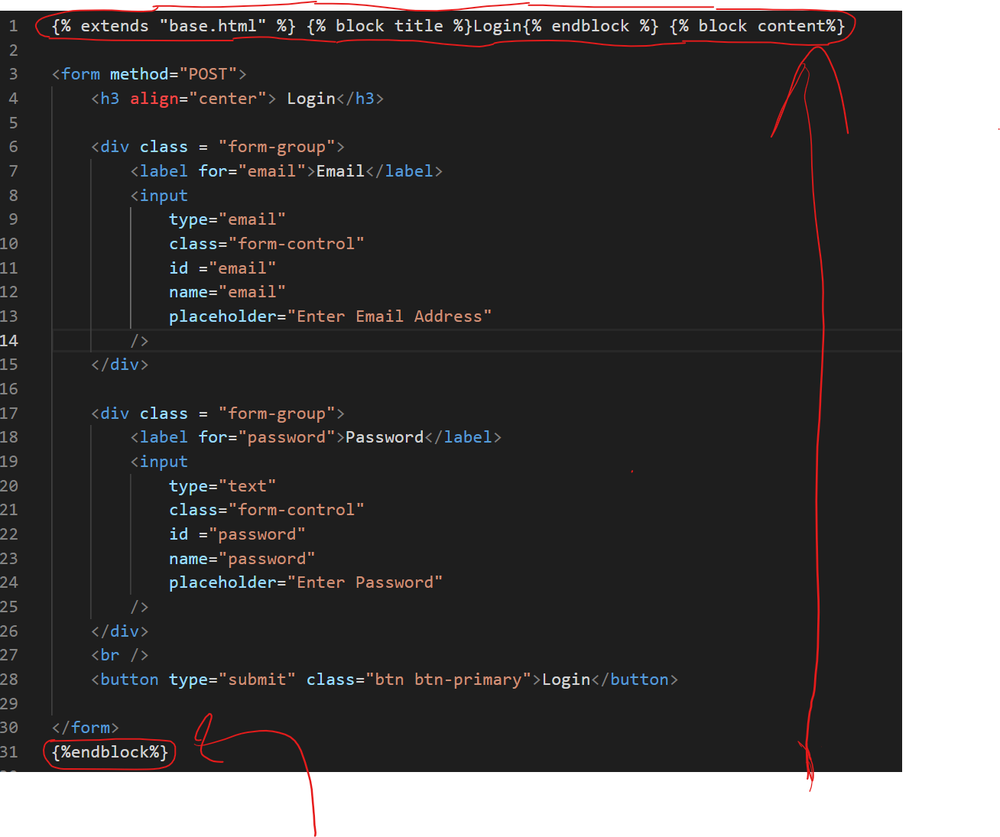 1 {% extends "base.html" %} {% block title %}Login{% endblock %} {% block content%}
2
3 <form method="POST">
4 <h3 align="center"> Login</h3>
5
6 <div class = "form-group">
7 <label for="email">Email</label>
8 <input
9 type="email"
10 class="form-control"
11 id ="email"
12 name="email"
13 placeholder="Enter Email Address"
14 />
15 </div>
16
17 <div class = "form-group">
18 <label for="password">Password</label>
19 <input
20 type="text"
21 class="form-control"
22 id ="password"
23 name="password"
24 placeholder="Enter Password"
25 />
26 </div>
27 <br />
28 <button type="submit" class="btn btn-primary">Login</button>
29
30 </form>
31 {%endblock%}